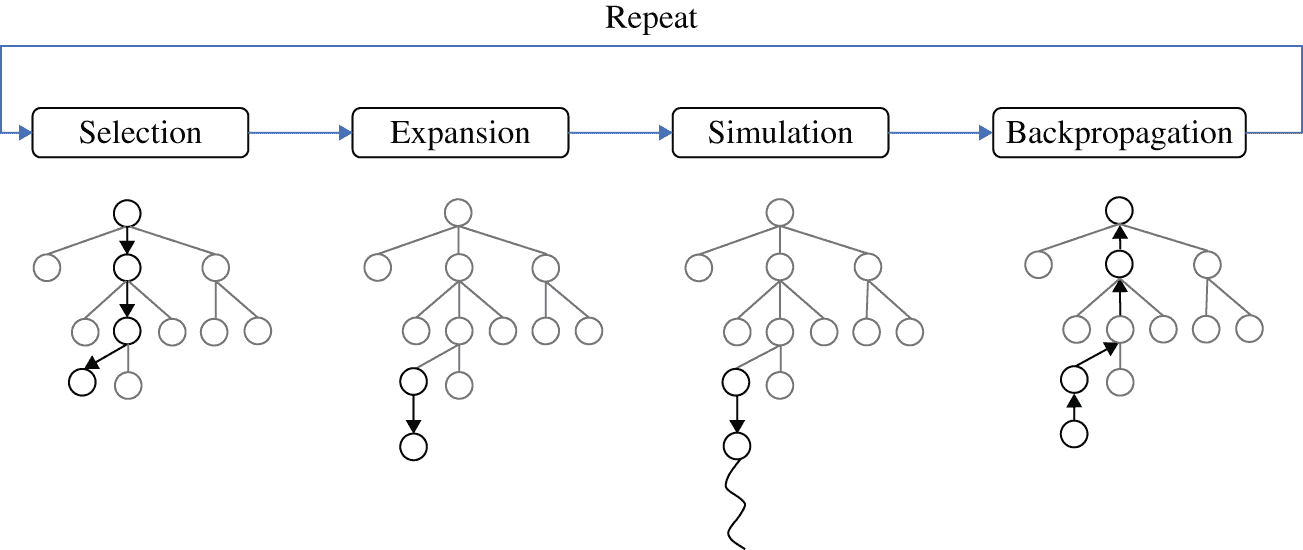 Repeat
Selection
Expansion
Simulation
Backpropagation